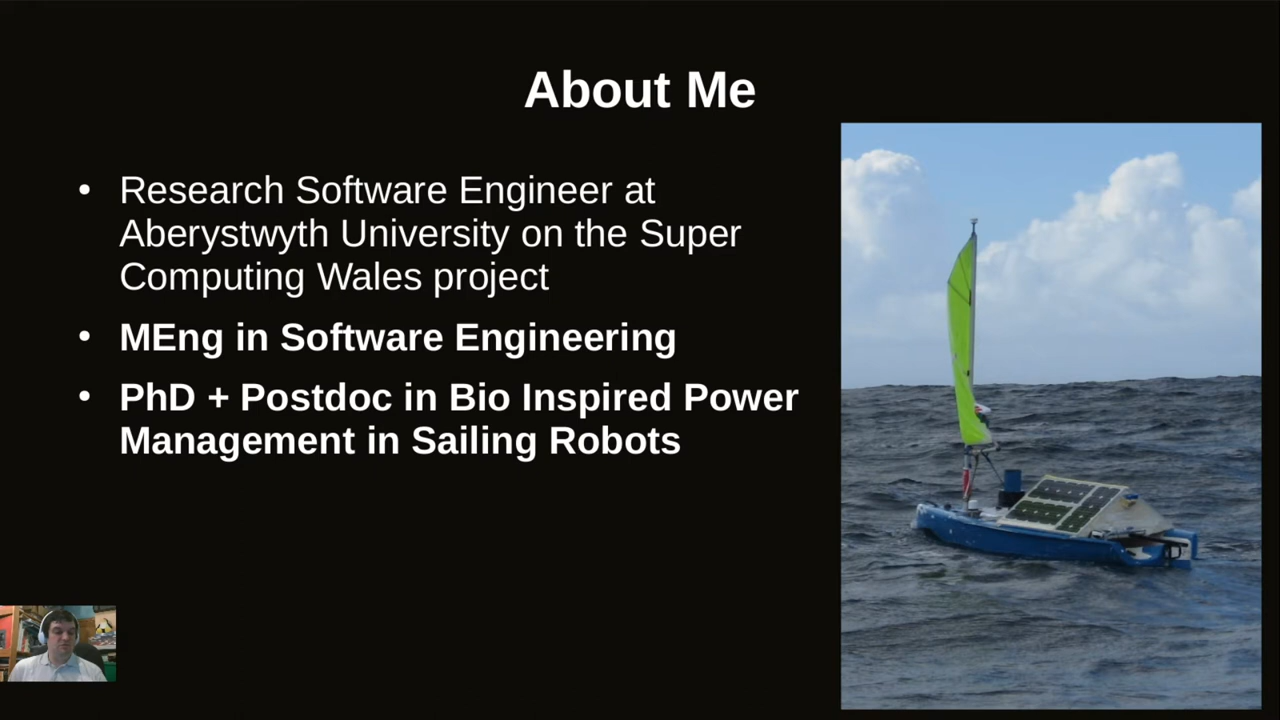 About Me
• Research Software Engineer at
Aberystwyth University on the Super
Computing Wales project
• MEng in Software Engineering
• PhD + Postdoc in Bio Inspired Power
Management in Sailing Robots